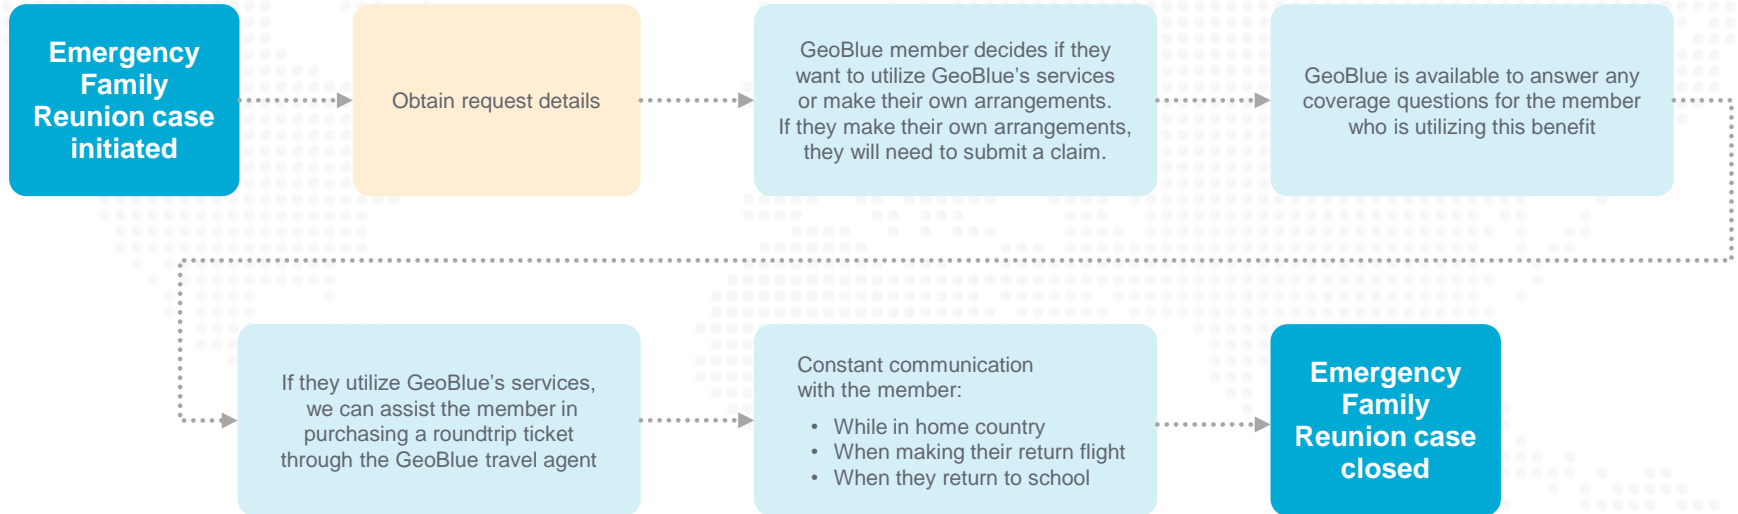 Emergency
Family
Reunion case
initiated
Obtain request details
GeoBlue member decides if they
want to utilize GeoBlue’s services
or make their own arrangements.
If they make their own arrangements,
they will need to submit a claim.
GeoBlue is available to answer any
coverage questions for the member
who is utilizing this benefit
If they utilize GeoBlue’s services,
we can assist the member in
purchasing a roundtrip ticket
through the GeoBlue travel agent
Constant communication
with the member:
• While in home country
• When making their return flight
• When they return to school
Emergency
Family
Reunion case
closed